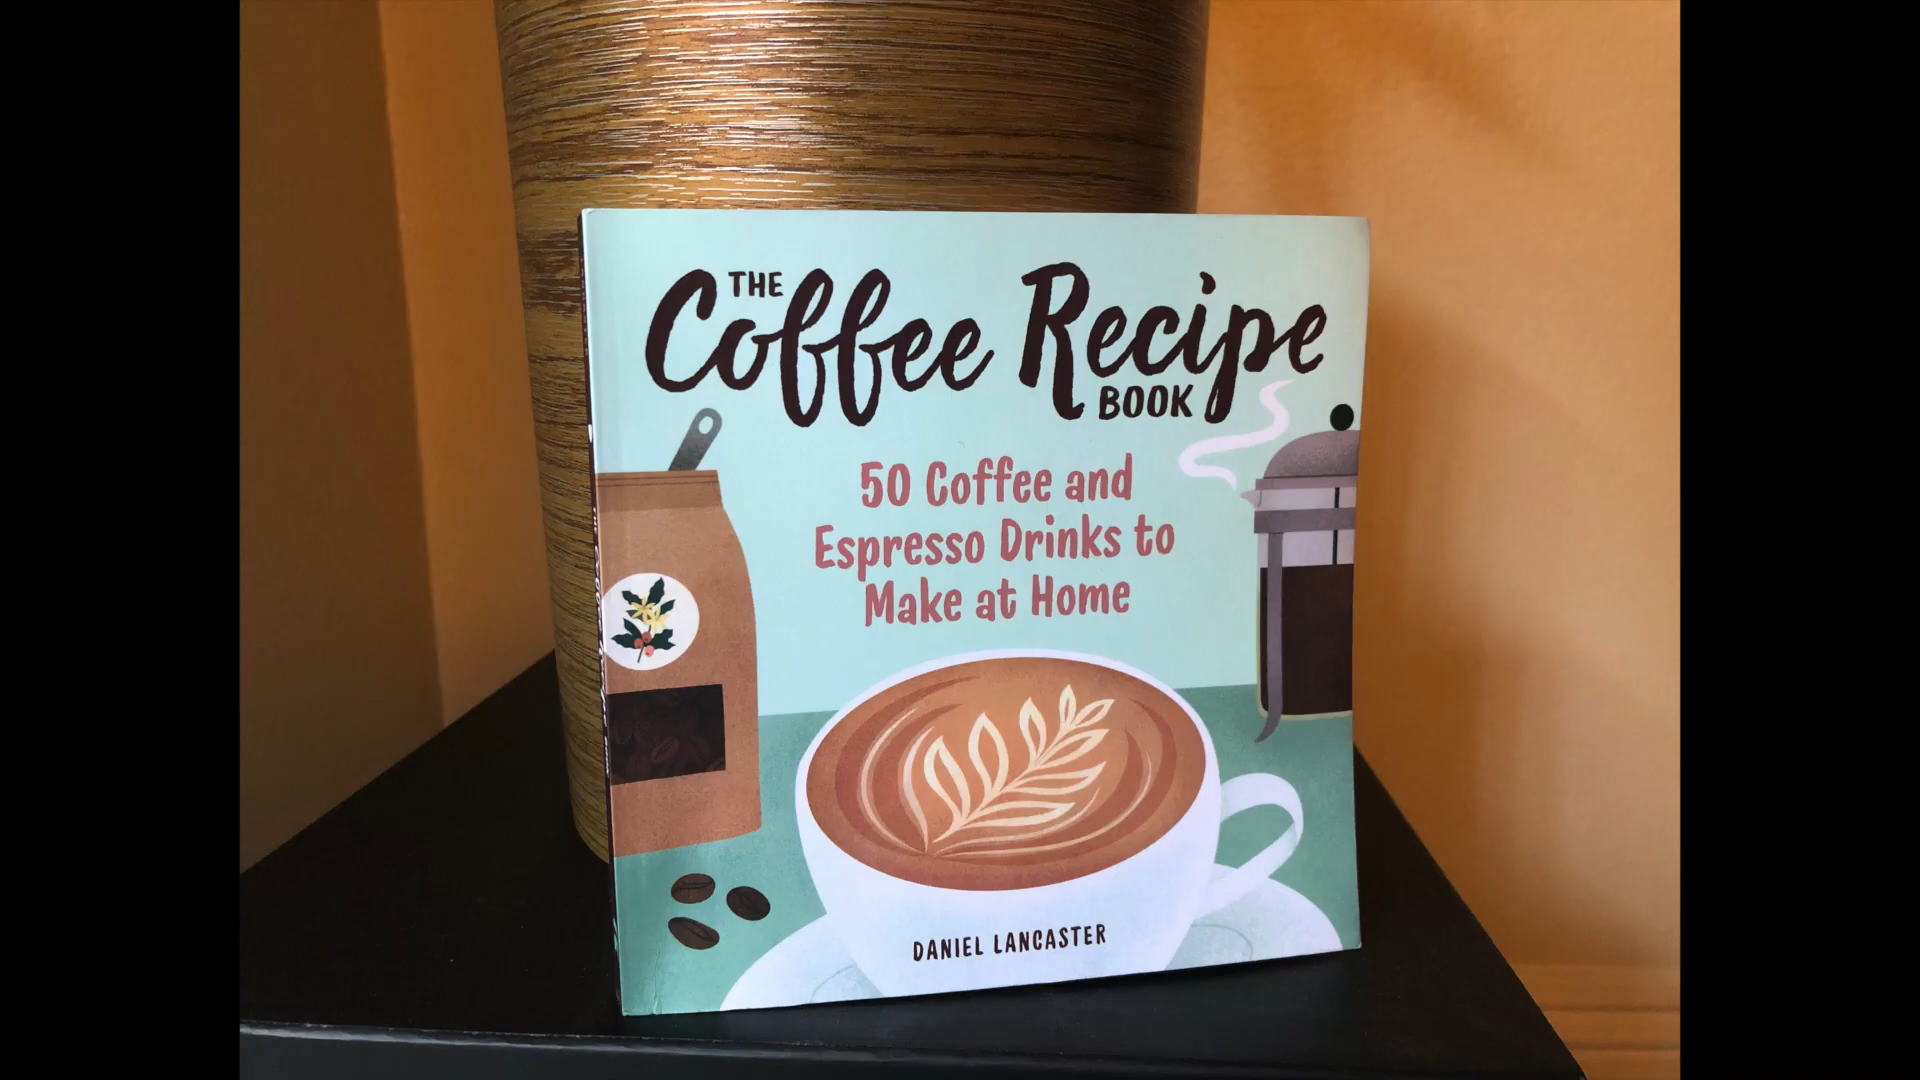 THE
Coffee Recipe
BOOK
50 Coffee and
Espresso Drinks to
Make at Home
DANIEL LANCASTER